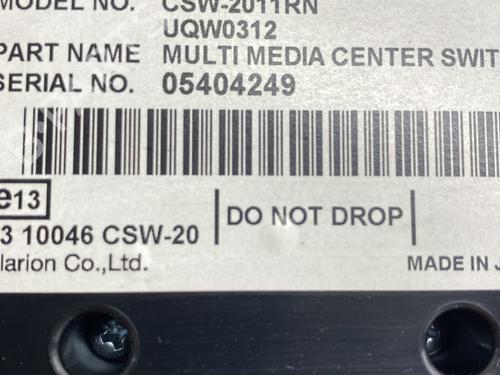 MODEL NO. CSW-2011RN
UQW0312
PART NAME MULTI MEDIA CENTER SWIT
SERIAL NO. 05404249
e13
3 10046 CSW-20
DO NOT DROP
larion Co.,Ltd.
MADE IN J